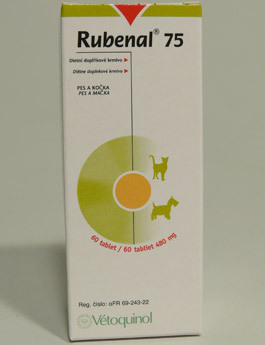 Rubenal® 75
Dietní doplňkové krmivo
Diétne doplnkové krmivo
PES A KOČKA
PES A MAČKA
60 tablet / 60 tabliet 480 mg
Reg. číslo: αFR 69-243-22
Vétoquinol